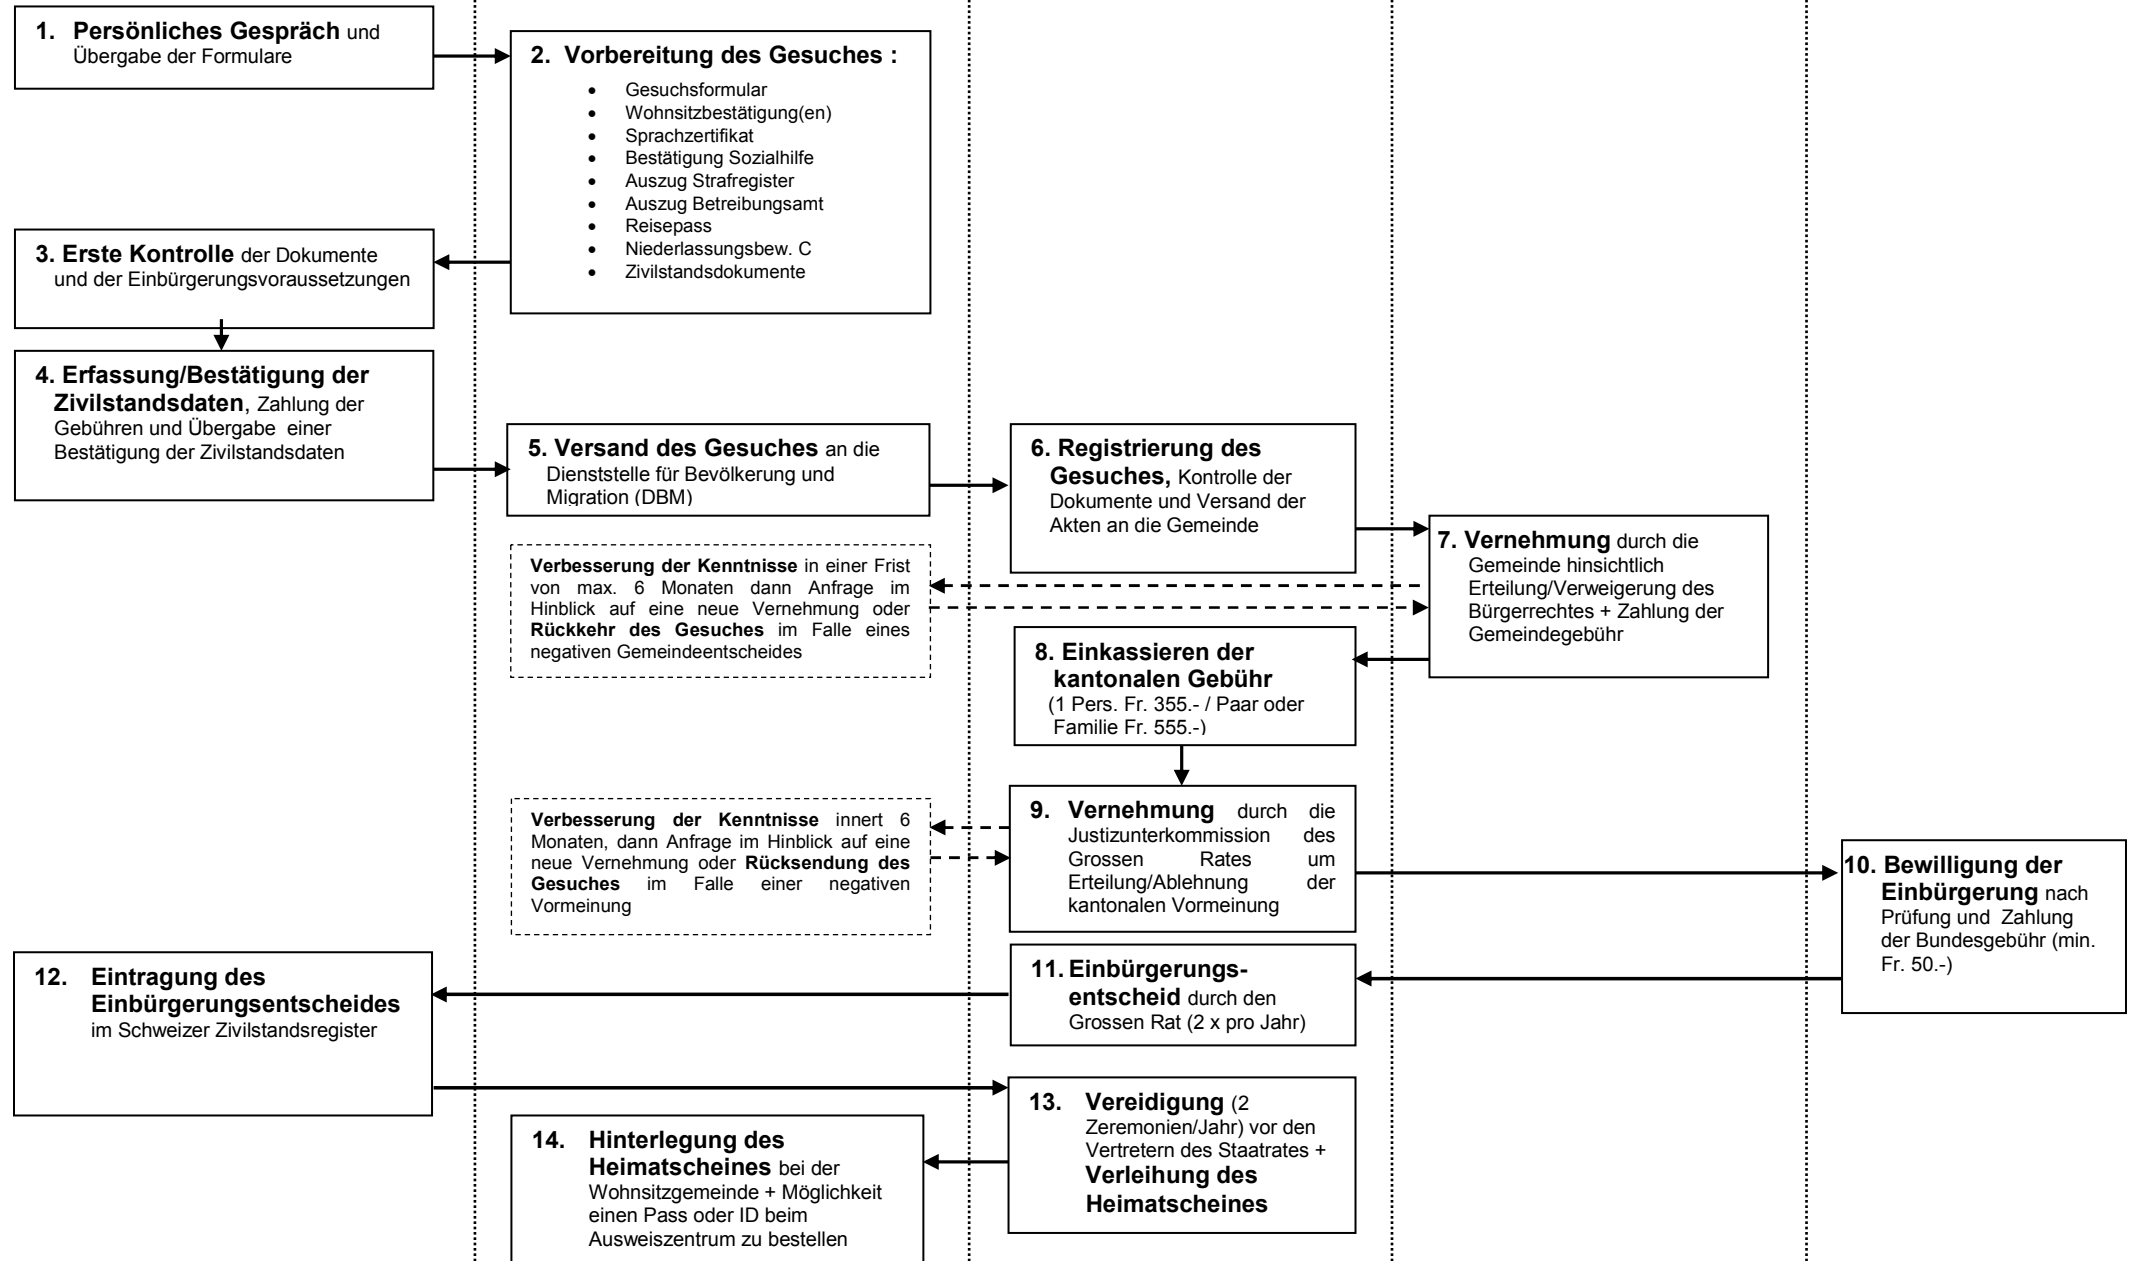 1. Persönliches Gespräch und
Übergabe der Formulare
2. Vorbereitung des Gesuches :
• Gesuchsformular
• Wohnsitzbestätigung(en)
• Sprachzertifikat
• Bestätigung Sozialhilfe
• Auszug Strafregister
• Auszug Betreibungsamt
• Reisepass
• Niederlassungsbew. C
• Zivilstandsdokumente
3. Erste Kontrolle der Dokumente
und der Einbürgerungsvoraussetzungen
4. Erfassung/Bestätigung der
Zivilstandsdaten, Zahlung der
Gebühren und Übergabe einer
Bestätigung der Zivilstandsdaten
5. Versand des Gesuches an die
Dienststelle für Bevölkerung und
Migration (DBM)
6. Registrierung des
Gesuches, Kontrolle der
Dokumente und Versand der
Akten an die Gemeinde
7. Vernehmung durch die
Gemeinde hinsichtlich
Erteilung/Verweigerung des
Bürgerrechtes + Zahlung der
Gemeindegebühr
Verbesserung der Kenntnisse in einer Frist
von max. 6 Monaten dann Anfrage im
Hinblick auf eine neue Vernehmung oder
Rückkehr des Gesuches im Falle eines
negativen Gemeindeentscheides
8. Einkassieren der
kantonalen Gebühr
(1 Pers. Fr. 355.- / Paar oder
Familie Fr. 555.-)
9. Vernehmung durch die
Justizunterkommission des
Grossen Rates um
Erteilung/Ablehnung der
kantonalen Vormeinung
Verbesserung der Kenntnisse innert 6
Monaten, dann Anfrage im Hinblick auf eine
neue Vernehmung oder Rücksendung des
Gesuches im Falle einer negativen
Vormeinung
10. Bewilligung der
Einbürgerung nach
Prüfung und Zahlung
der Bundesgebühr (min.
Fr. 50.-)
11. Einbürgerungs-
entscheid durch den
Grossen Rat (2 x pro Jahr)
12. Eintragung des
Einbürgerungsentscheides
im Schweizer Zivilstandsregister
13. Vereidigung (2
Zeremonien/Jahr) vor den
Vertretern des Staatrates +
Verleihung des
Heimatscheines
14. Hinterlegung des
Heimatscheines bei der
Wohnsitzgemeinde + Möglichkeit
einen Pass oder ID beim
Ausweiszentrum zu bestellen